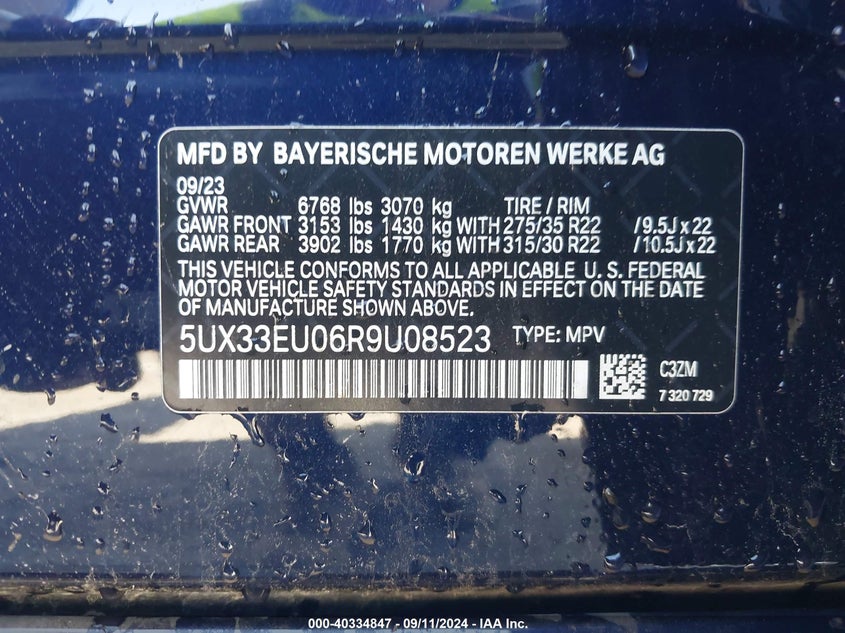 MFD BY BAYERISCHE MOTOREN WERKE AG
09/23
GVWR 6768 lbs 3070 kg TIRE / RIM
GAWR FRONT 3153 lbs 1430 kg WITH 275/35 R22 / 9.5J x 22
GAWR REAR 3902 lbs 1770 kg WITH 315/30 R22 / 10.5J x 22
THIS VEHICLE CONFORMS TO ALL APPLICABLE U. S. FEDERAL
MOTOR VEHICLE SAFETY STANDARDS IN EFFECT ON THE DATE
OF MANUFACTURE SHOWN ABOVE.
5UX33EU06R9U08523 TYPE: MPV
C3ZM
7 320 729
000-40334847 - 09/11/2024 - IAA Inc.